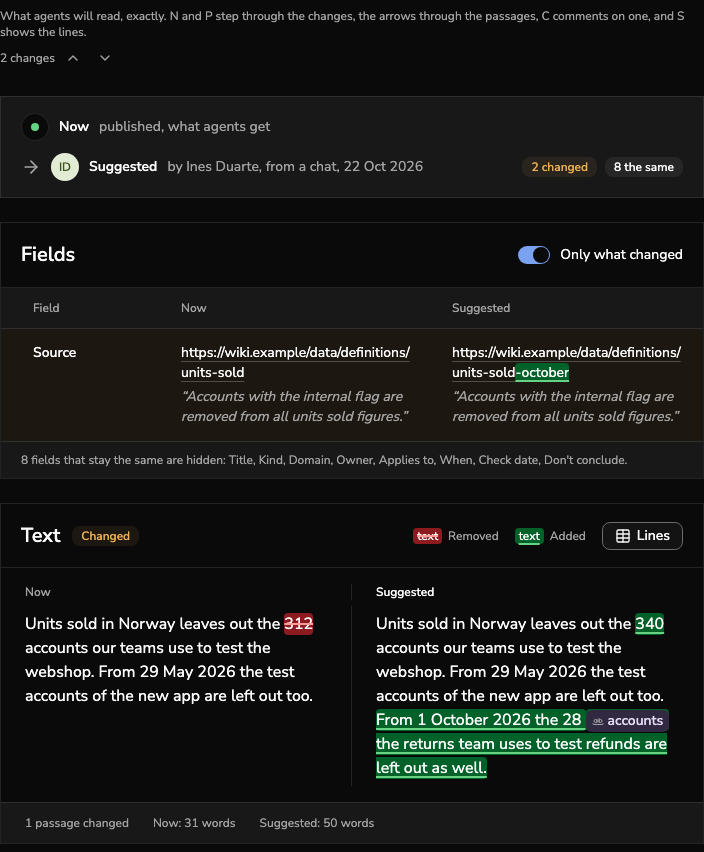 What agents will read, exactly. N and P step through the changes, the arrows through the passages, C comments on one, and S
shows the lines.
2 changes
Now published, what agents get
ID Suggested by Ines Duarte, from a chat, 22 Oct 2026 2 changed 8 the same
Fields Only what changed
Field Now Suggested
Source
https://wiki.example/data/definitions/
units-sold
“Accounts with the internal flag are
removed from all units sold figures.”
https://wiki.example/data/definitions/
units-sold-october
“Accounts with the internal flag are
removed from all units sold figures.”
8 fields that stay the same are hidden: Title, Kind, Domain, Owner, Applies to, When, Check date, Don't conclude.
Text Changed text Removed text Added Lines
Now
Units sold in Norway leaves out the 312
accounts our teams use to test the
webshop. From 29 May 2026 the test
accounts of the new app are left out too.
Suggested
Units sold in Norway leaves out the 340
accounts our teams use to test the
webshop. From 29 May 2026 the test
accounts of the new app are left out too.
From 1 October 2026 the 28 accounts
the returns team uses to test refunds are
left out as well.
1 passage changed Now: 31 words Suggested: 50 words